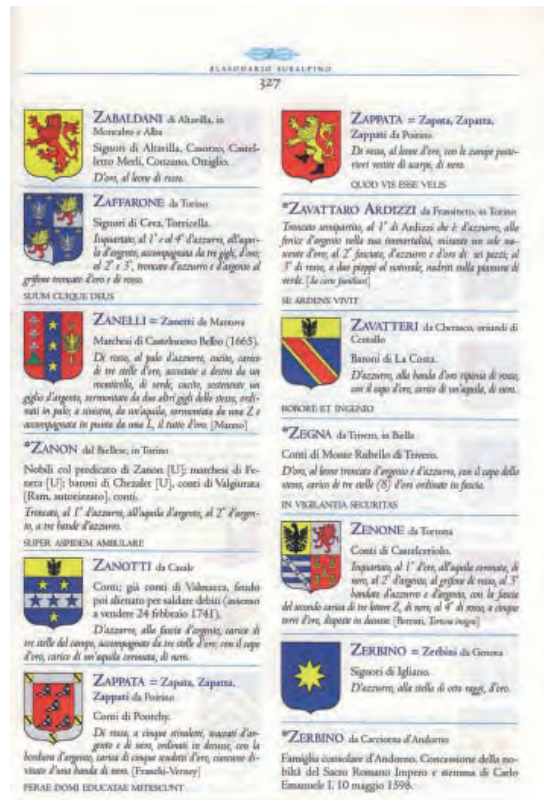 BLASONARIO SUBALPINO
327
ZABALDANI di Altavilla, in
Moncalvo e Alba
Signori di Altavilla, Casorzo, Castel-
letto Merli, Conzano, Ottiglio.
D'oro, al leone di rosso.
ZAFFARONE da Torino
Signori di Ceva, Torricella.
Inquartato, al 1° e al 4° d'azzurro, all'aqui-
la d'argento, accompagnata da tre gigli, d'oro;
al 2° e 3°, troncato d'azzurro e d'argento al
grifone troncato d'oro e di rosso.
SUUM CUIQUE DEUS
ZANELLI = Zanetti da Mantova
Marchesi di Castelnuovo Belbo (1665).
Di rosso, al palo d'azzurro, cucito, carico
di tre stelle d'oro, accostato a destra da un
monticello, di verde, cucito, sostenente un
giglio d'argento, sormontato da due altri gigli dello stesso, ordi-
nati in palo; a sinistra, da un'aquila, sormontata da una Z e
accompagnata in punta da una L, il tutto d'oro. [Manno]
*ZANON dal Biellese, in Torino
Nobili col predicato di Zanon [U]; marchesi di Fe-
nera [U]; baroni di Chezalet [U], conti di Valgiurata
[Ram. autorizzato]. conti.
Troncato, al 1° d'azzurro, all'aquila d'argento, al 2° d'argen-
to, a tre bande d'azzurro.
SUPER ASPIDEM AMBULARE
ZANOTTI da Casale
Conti; già conti di Valmacca, feudo
poi alienato per saldare debiti (astretti
a vendere 24 febbraio 1741).
D'azzurro, alla fascia d'argento, carica di
tre stelle del campo, accompagnata da tre stelle d'oro; con il capo
d'oro, carico di un'aquila coronata, di nero.
ZAPPATA = Zapata, Zapatta,
Zappati da Poirino
Conti di Pontchy.
Di rosso, a cinque stivalett, scaccati d'ar-
gento e di nero, ordinati in decusse, con la
bordura d'argento, carica di cinque scudetti d'oro, ciascuno di-
visato d'una banda di nero. [Franchi-Verney]
FERAE DOMI EDUCATAE MITESCUNT
ZAPPATA = Zapata, Zapatta,
Zappati da Poirino
Di rosso, al leone d'oro, con le zampe poste-
riori vestite di scarpe, di nero.
QUOD VIS ESSE VELIS
*ZAVATTARO ARDIZZI da Frassineto, in Torino
Troncato semipartito, al 1° di Ardizzi che è: d'azzurro, alla
fenice d'argento nella sua immortalità, mirante un sole na-
scente d'oro; al 2° fasciato, d'azzurro e d'oro di sei pezzi; al
3° di rosso, a due pioppi al naturale, nodriti sulla pianura di
verde. [da carte familiari]
SE ARDENS VIVIT
ZAVATTERI da Cherasco, oriundi di
Centallo
Baroni di La Costa.
D'azzurro, alla banda d'oro ripiena di rosso,
con il capo d'oro, carico di un'aquila, di nero.
ROBORE ET INGENIO
*ZEGNA da Trivero, in Biella
Conti di Monte Rubello di Trivero.
D'oro, al leone troncato d'argento e d'azzurro, con il capo dello
stesso, carico di tre stelle (8) d'oro ordinate in fascia.
IN VIGILANTIA SECURITAS
ZENONE da Tortona
Conti di Castelceriolo.
Inquartato, al 1° d'oro, all'aquila coronata, di
nero, al 2° d'argento, al grifone di rosso, al 3°
bandato d'azzurro e d'argento, con la fascia
del secondo carica di tre lettere Z, di nero, al 4° di rosso, a cinque
torri d'oro, disposte in decusse. [Berruti, Tortona insigne]
ZERBINO = Zerbini da Genova
Signori di Igliano.
D'azzurro, alla stella di otto raggi, d'oro.
*ZERBINO da Cacciorna d'Andorno
Famiglia consolare d'Andorno. Concessione della no-
biltà del Sacro Romano Impero e stemma di Carlo
Emanuele I, 10 maggio 1598.